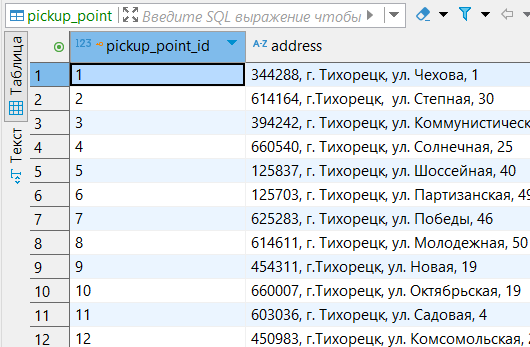 pickup_point Введите SQL выражение чтобы
Таблица
Текст
123 pickup_point_id A-Z address
1 1 344288, г. Тихорецк, ул. Чехова, 1
2 2 614164, г.Тихорецк, ул. Степная, 30
3 3 394242, г. Тихорецк, ул. Коммунистическ
4 4 660540, г. Тихорецк, ул. Солнечная, 25
5 5 125837, г. Тихорецк, ул. Шоссейная, 40
6 6 125703, г. Тихорецк, ул. Партизанская, 49
7 7 625283, г. Тихорецк, ул. Победы, 46
8 8 614611, г. Тихорецк, ул. Молодежная, 50
9 9 454311, г.Тихорецк, ул. Новая, 19
10 10 660007, г.Тихорецк, ул. Октябрьская, 19
11 11 603036, г. Тихорецк, ул. Садовая, 4
12 12 450983, г.Тихорецк, ул. Комсомольская,